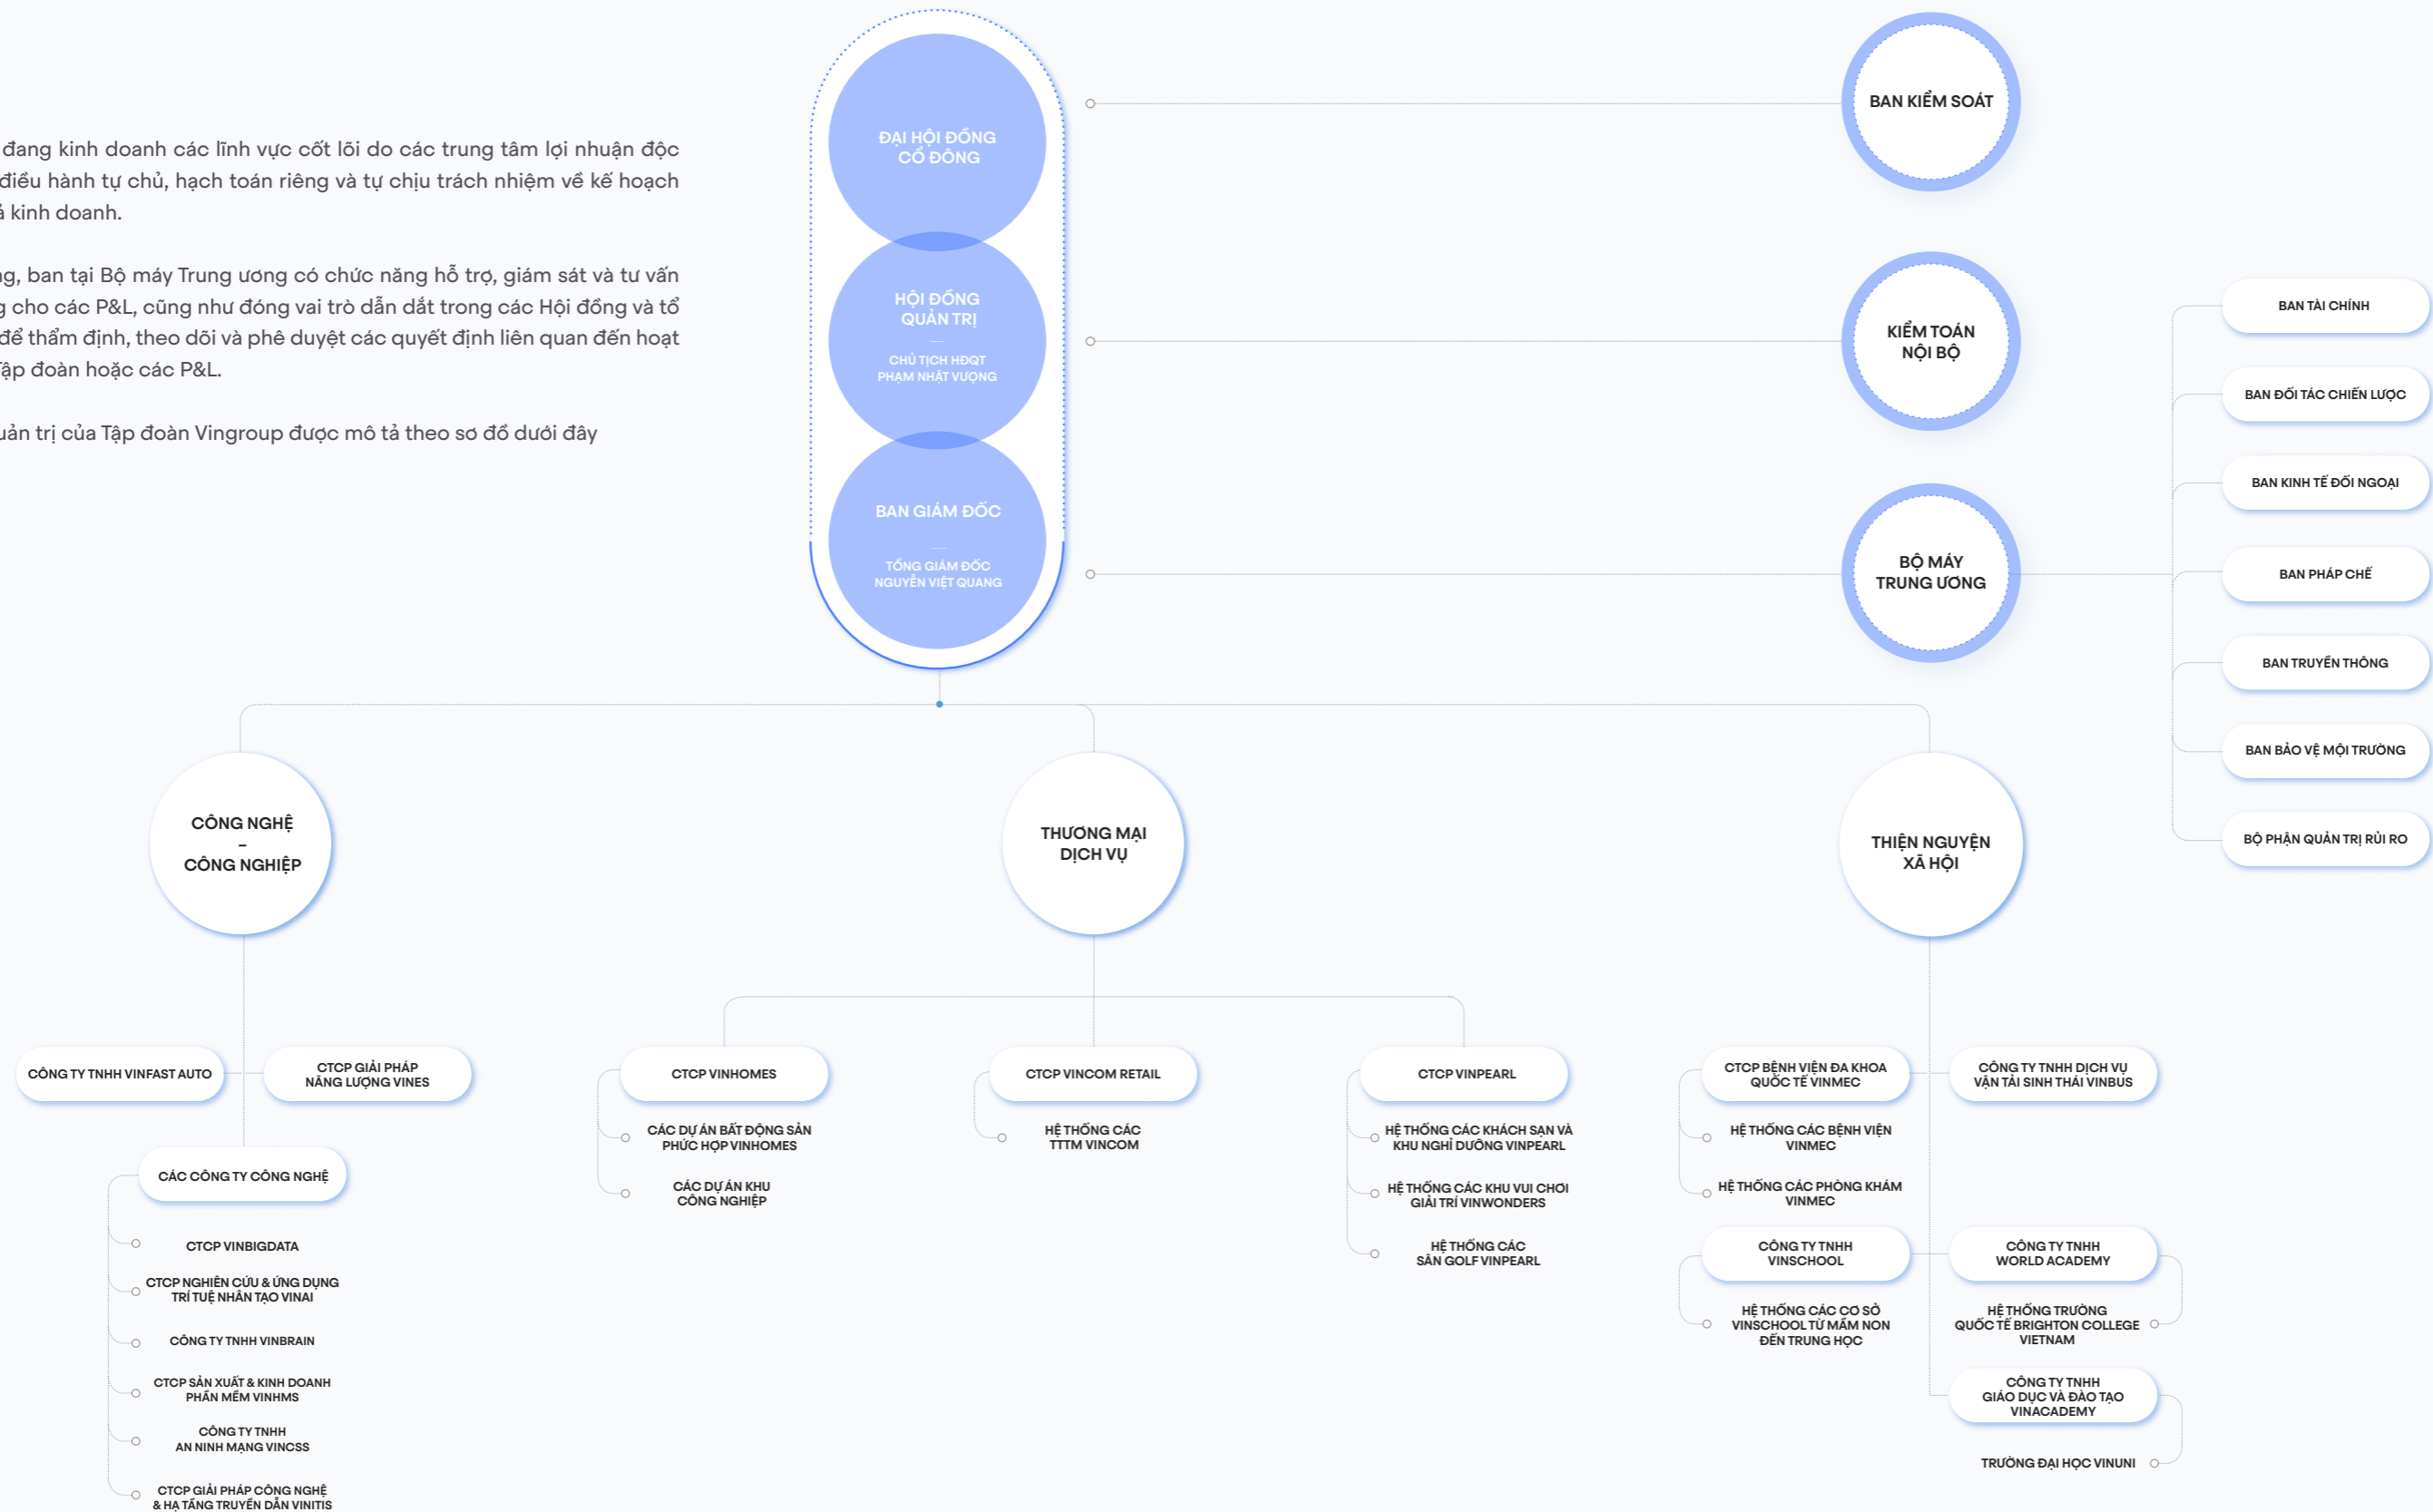 đang kinh doanh các lĩnh vực cốt lõi do các trung tâm lợi nhuận độc
điều hành tự chủ, hạch toán riêng và tự chịu trách nhiệm về kế hoạch
kinh doanh.
ban tại Bộ máy Trung ương có chức năng hỗ trợ, giám sát và tư vấn
cho các P&L, cũng như đóng vai trò dẫn dắt trong các Hội đồng và tổ
để thẩm định, theo dõi và phê duyệt các quyết định liên quan đến hoạt
Tập đoàn hoặc các P&L.
trị của Tập đoàn Vingroup được mô tả theo sơ đồ dưới đây
ĐẠI HỘI ĐỒNG
CỔ ĐÔNG
HỘI ĐỒNG
QUẢN TRỊ
CHỦ TỊCH HĐQT
PHẠM NHẬT VƯỢNG
BAN GIÁM ĐỐC
TỔNG GIÁM ĐỐC
NGUYỄN VIỆT QUANG
BAN KIỂM SOÁT
KIỂM TOÁN
NỘI BỘ
BỘ MÁY
TRUNG ƯƠNG
BAN TÀI CHÍNH
BAN ĐỐI TÁC CHIẾN LƯỢC
BAN KINH TẾ ĐỐI NGOẠI
BAN PHÁP CHẾ
BAN TRUYỀN THÔNG
BAN BẢO VỆ MỘI TRƯỜNG
BỘ PHẬN QUẢN TRỊ RỦI RO
CÔNG NGHỆ
–
CÔNG NGHIỆP
CÔNG TY TNHH VINFAST AUTO
CTCP GIẢI PHÁP
NĂNG LƯỢNG VINES
CÁC CÔNG TY CÔNG NGHỆ
CTCP VINBIGDATA
CTCP NGHIÊN CỨU & ỨNG DỤNG
TRÍ TUỆ NHÂN TẠO VINAI
CÔNG TY TNHH VINBRAIN
CTCP SẢN XUẤT & KINH DOANH
PHẦN MỀM VINHMS
CÔNG TY TNHH
AN NINH MẠNG VINCSS
CTCP GIẢI PHÁP CÔNG NGHỆ
& HẠ TẦNG TRUYỀN DẪN VINITIS
THƯƠNG MẠI
DỊCH VỤ
CTCP VINHOMES
CÁC DỰ ÁN BẤT ĐỘNG SẢN
PHỨC HỢP VINHOMES
CÁC DỰ ÁN KHU
CÔNG NGHIỆP
CTCP VINCOM RETAIL
HỆ THỐNG CÁC
TTTM VINCOM
CTCP VINPEARL
HỆ THỐNG CÁC KHÁCH SẠN VÀ
KHU NGHỈ DƯỠNG VINPEARL
HỆ THỐNG CÁC KHU VUI CHƠI
GIẢI TRÍ VINWONDERS
HỆ THỐNG CÁC
SÂN GOLF VINPEARL
THIỆN NGUYỆN
XÃ HỘI
CTCP BỆNH VIỆN ĐA KHOA
QUỐC TẾ VINMEC
HỆ THỐNG CÁC BỆNH VIỆN
VINMEC
HỆ THỐNG CÁC PHÒNG KHÁM
VINMEC
CÔNG TY TNHH DỊCH VỤ
VẬN TẢI SINH THÁI VINBUS
CÔNG TY TNHH
VINSCHOOL
HỆ THỐNG CÁC CƠ SỞ
VINSCHOOL TỪ MẦM NON
ĐẾN TRUNG HỌC
CÔNG TY TNHH
WORLD ACADEMY
HỆ THỐNG TRƯỜNG
QUỐC TẾ BRIGHTON COLLEGE
VIETNAM
CÔNG TY TNHH
GIÁO DỤC VÀ ĐÀO TẠO
VINACADEMY
TRƯỜNG ĐẠI HỌC VINUNI